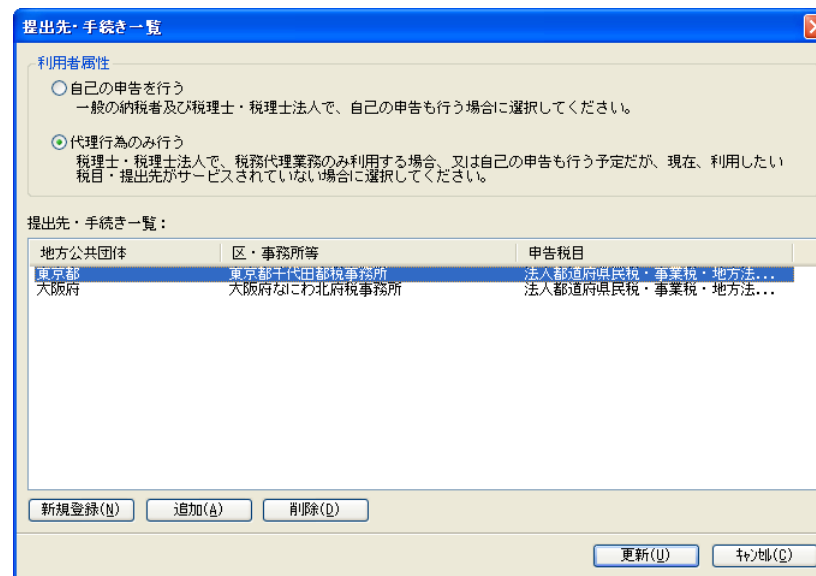 提出先・手続き一覧
利用者属性
自己の申告を行う
一般の納税者及び税理士・税理士法人で、自己の申告も行う場合に選択してください。
代理行為のみ行う
税理士・税理士法人で、税務代理業務のみ利用する場合、又は自己の申告も行う予定だが、現在、利用したい
税目・提出先がサービスされていない場合に選択してください。
提出先・手続き一覧：
地方公共団体 区・事務所等 申告税目
東京都 東京都千代田都税事務所 法人都道府県民税・事業税・地方法...
大阪府 大阪府なにわ北府税事務所 法人都道府県民税・事業税・地方法...
新規登録(N) 追加(A) 削除(D)
更新(U) ｷｬﾝｾﾙ(C)